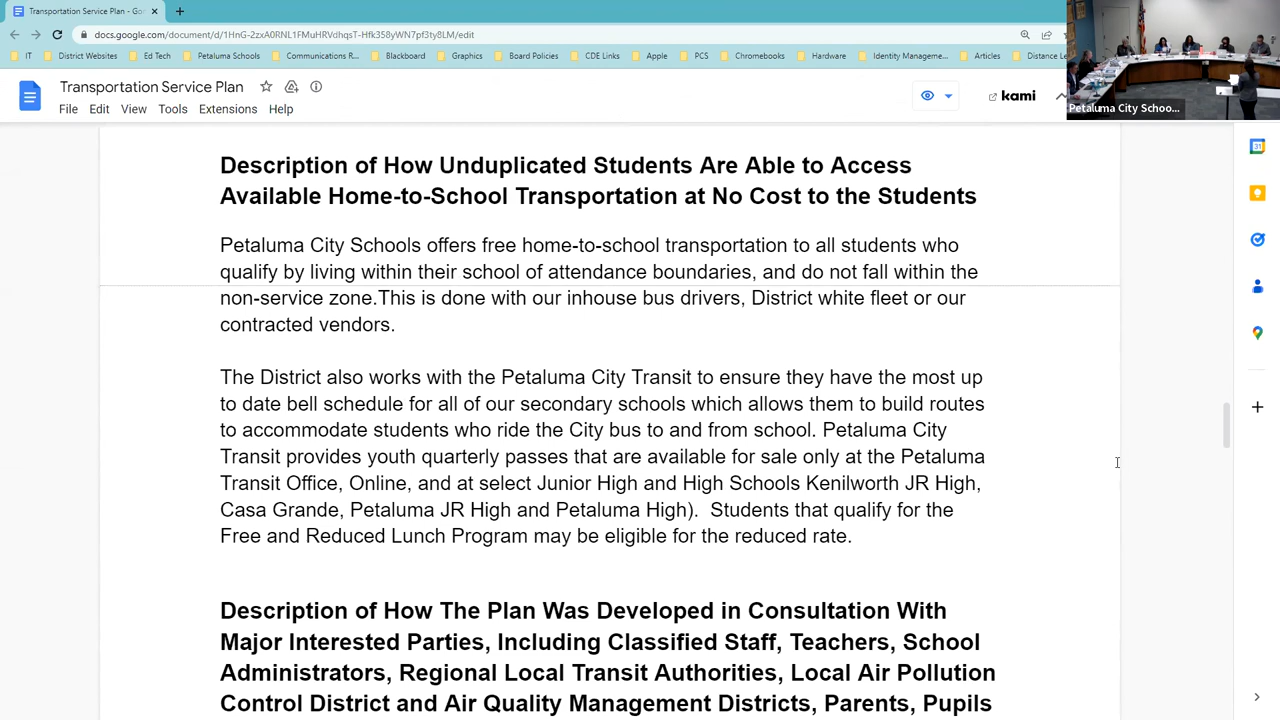 Transportation Service Plan - Go
docs.google.com/document/d/1HnG-2zxA0RNL1FMuHRVdhqsT-Hfk358yWN7pf3ty8LM/edit
IT District Websites Ed Tech Petaluma Schools Communications R... Blackboard Graphics Board Policies CDE Links Apple PCS Chromebooks Hardware Identity Manageme... Articles Distance Le
Transportation Service Plan
File Edit View Tools Extensions Help
kami
Petaluma City Schoo...
31
Description of How Unduplicated Students Are Able to Access
Available Home-to-School Transportation at No Cost to the Students
Petaluma City Schools offers free home-to-school transportation to all students who
qualify by living within their school of attendance boundaries, and do not fall within the
non-service zone.This is done with our inhouse bus drivers, District white fleet or our
contracted vendors.
The District also works with the Petaluma City Transit to ensure they have the most up
to date bell schedule for all of our secondary schools which allows them to build routes
to accommodate students who ride the City bus to and from school. Petaluma City
Transit provides youth quarterly passes that are available for sale only at the Petaluma
Transit Office, Online, and at select Junior High and High Schools Kenilworth JR High,
Casa Grande, Petaluma JR High and Petaluma High).  Students that qualify for the
Free and Reduced Lunch Program may be eligible for the reduced rate.
Description of How The Plan Was Developed in Consultation With
Major Interested Parties, Including Classified Staff, Teachers, School
Administrators, Regional Local Transit Authorities, Local Air Pollution
Control District and Air Quality Management Districts, Parents, Pupils